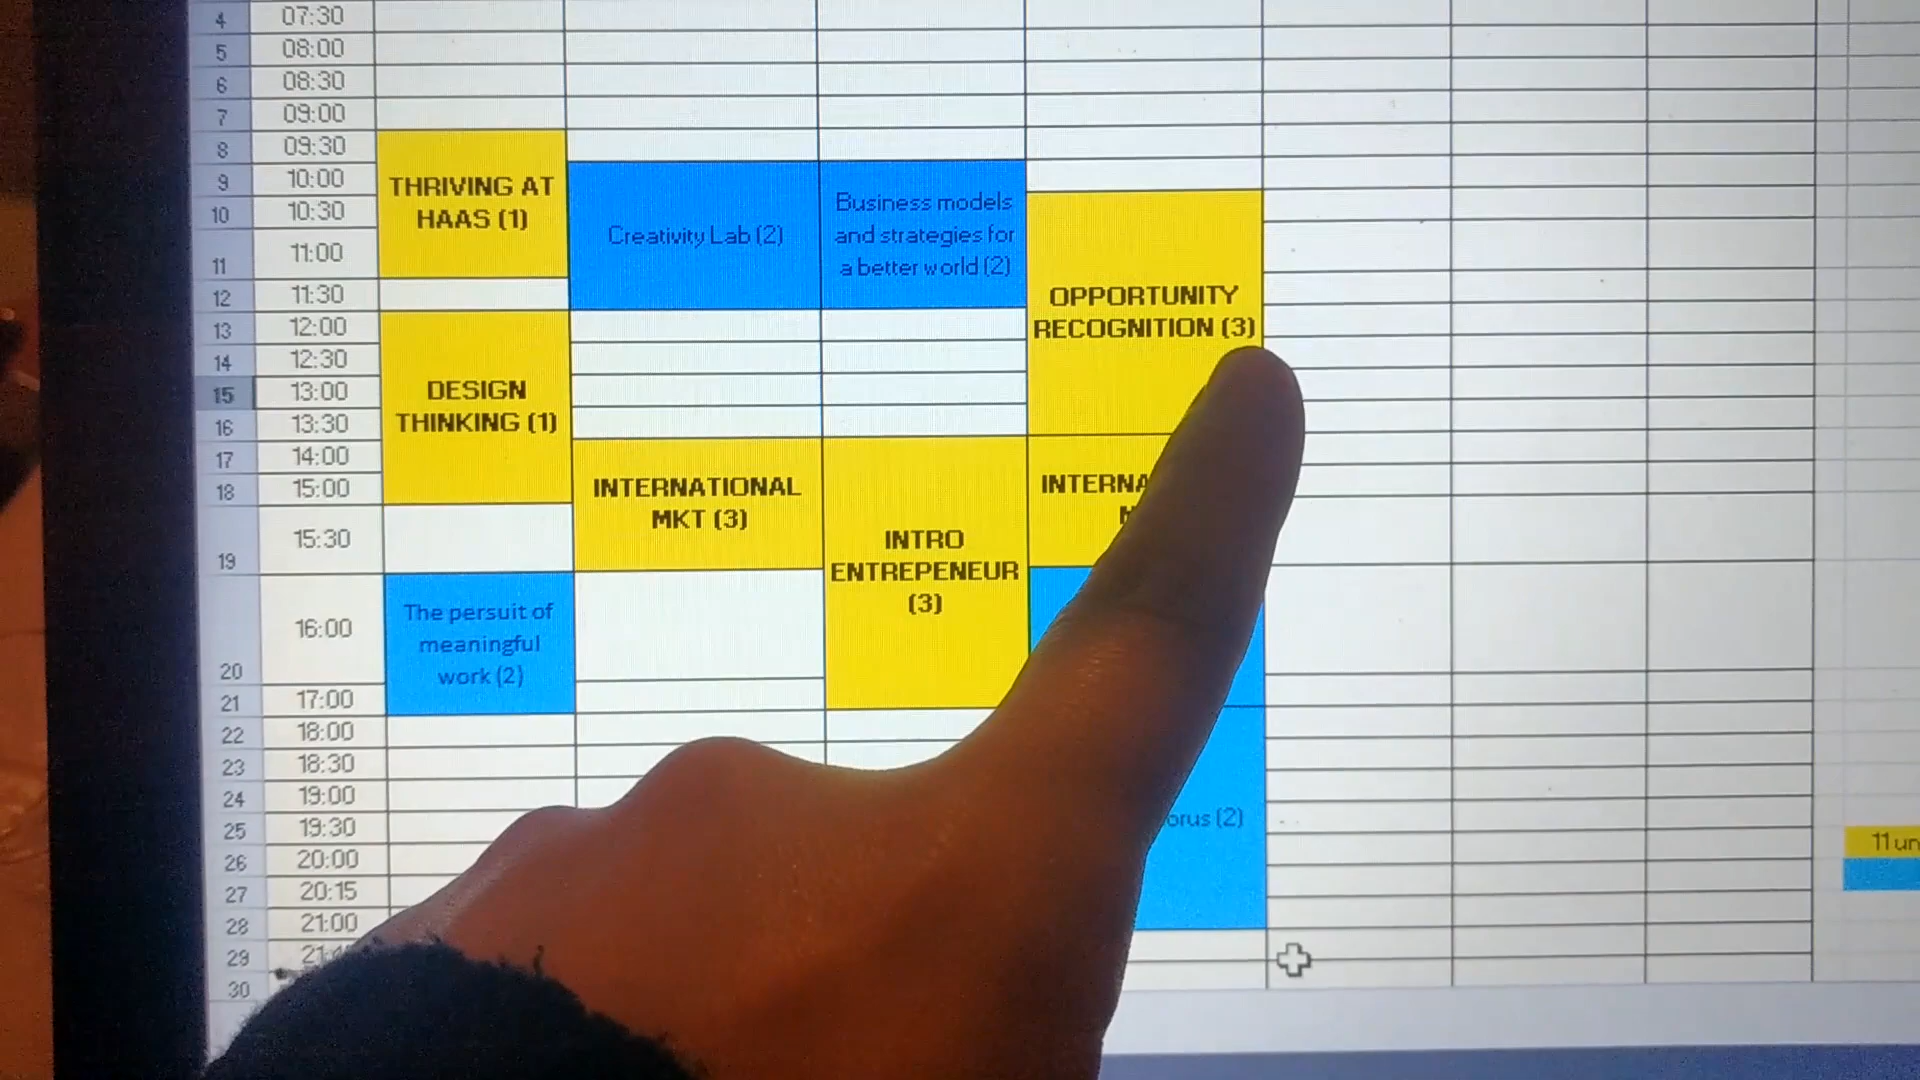 4
07:30
5
08:00
6
08:30
7
09:00
8
09:30
9
10:00
10
10:30
11
11:00
12
11:30
13
12:00
14
12:30
15
13:00
16
13:30
17
14:00
18
15:00
19
15:30
20
16:00
21
17:00
22
18:00
23
18:30
24
19:00
25
19:30
26
20:00
27
20:15
28
21:00
29
30
THRIVING AT
HAAS (1)
DESIGN
THINKING (1)
The persuit of
meaningful
work (2)
Creativity Lab (2)
INTERNATIONAL
MKT (3)
Business models
and strategies for
a better world (2)
INTRO
ENTREPENEUR
(3)
OPPORTUNITY
RECOGNITION (3)
INTERNA
orus (2)
11 un